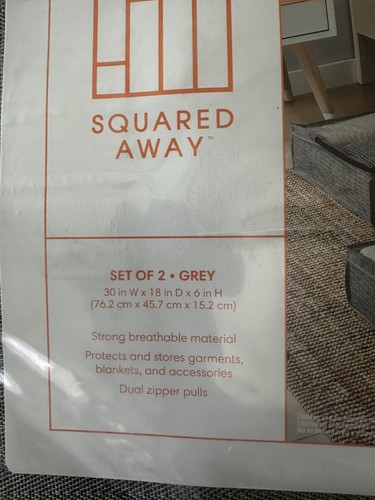 SQUARED
AWAY™
SET OF 2 • GREY
30 in W x 18 in D x 6 in H
(76.2 cm x 45.7 cm x 15.2 cm)
Strong breathable material
Protects and stores garments,
blankets, and accessories
Dual zipper pulls